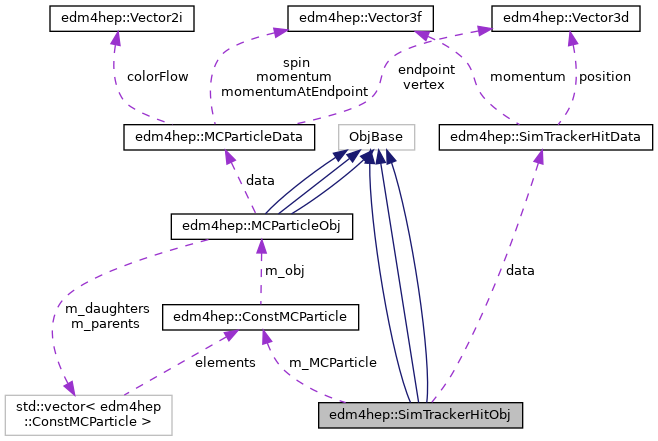 edm4hep::Vector2i
edm4hep::Vector3f
edm4hep::Vector3d
colorFlow
spin
momentum
momentumAtEndpoint
endpoint
vertex
momentum
position
edm4hep::MCParticleData
ObjBase
edm4hep::SimTrackerHitData
data
edm4hep::MCParticleObj
m_obj
data
m_daughters
m_parents
edm4hep::ConstMCParticle
elements
m_MCParticle
std::vector< edm4hep
::ConstMCParticle >
edm4hep::SimTrackerHitObj